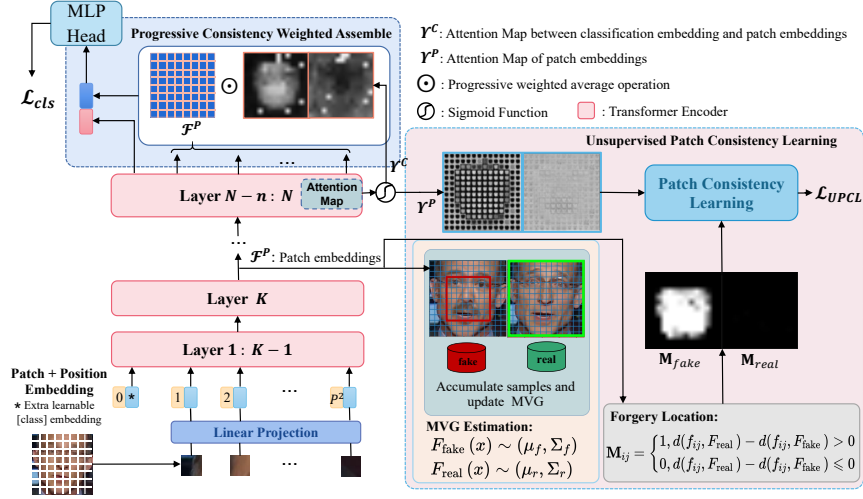 MLP
Head
Progressive Consistency Weighted Assemble
𝓛_cls
𝓕^P
ϒ^C: Attention Map between classification embedding and patch embeddings
ϒ^P: Attention Map of patch embeddings
⊙ : Progressive weighted average operation
: Sigmoid Function
: Transformer Encoder
...
ϒ^C
Layer N − n : N
Attention
Map
ϒ^P
Unsupervised Patch Consistency Learning
Patch Consistency
Learning
𝓛_UPCL
...
𝓕^P: Patch embeddings
Layer K
Layer 1 : K − 1
fake
real
Accumulate samples and
update MVG
MVG Estimation:
F_fake (x) ∼ (μ_f, Σ_f)
F_real (x) ∼ (μ_r, Σ_r)
M_fake
M_real
Forgery Location:
M_ij = { 1, d(f_ij, F_real) − d(f_ij, F_fake) > 0
0, d(f_ij, F_real) − d(f_ij, F_fake) ⩽ 0
Patch + Position
Embedding
* Extra learnable
[class] embedding
0 *
1
2
...
P²
Linear Projection
...